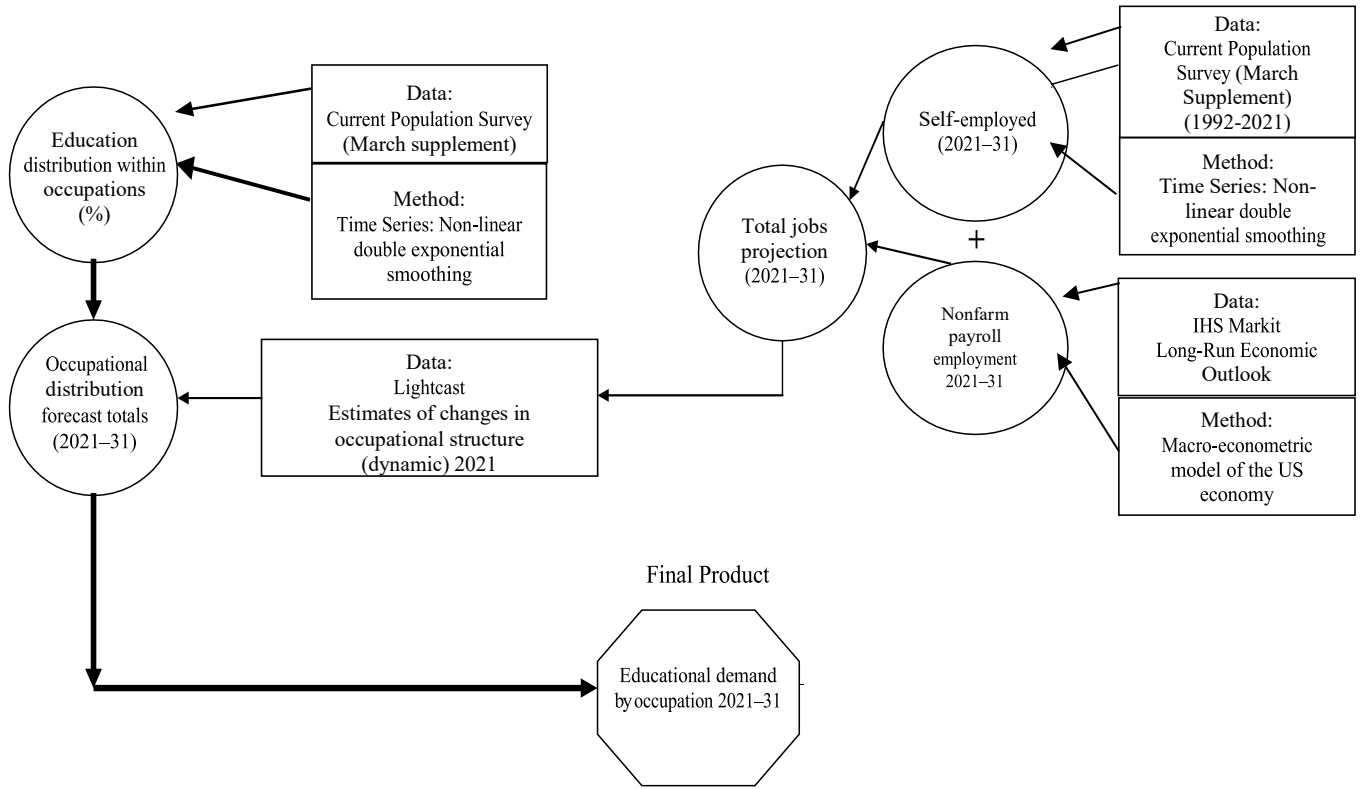 Education
distribution within
occupations
(%)
Data:
Current Population Survey
(March supplement)
Method:
Time Series: Non-linear
double exponential
smoothing
Self-employed
(2021–31)
Data:
Current Population
Survey (March
Supplement)
(1992-2021)
Method:
Time Series: Non-
linear double
exponential smoothing
Total jobs
projection
(2021–31)
+
Nonfarm
payroll
employment
2021–31
Data:
IHS Markit
Long-Run Economic
Outlook
Method:
Macro-econometric
model of the US
economy
Occupational
distribution
forecast totals
(2021–31)
Data:
Lightcast
Estimates of changes in
occupational structure
(dynamic) 2021
Final Product
Educational demand
by occupation 2021–31